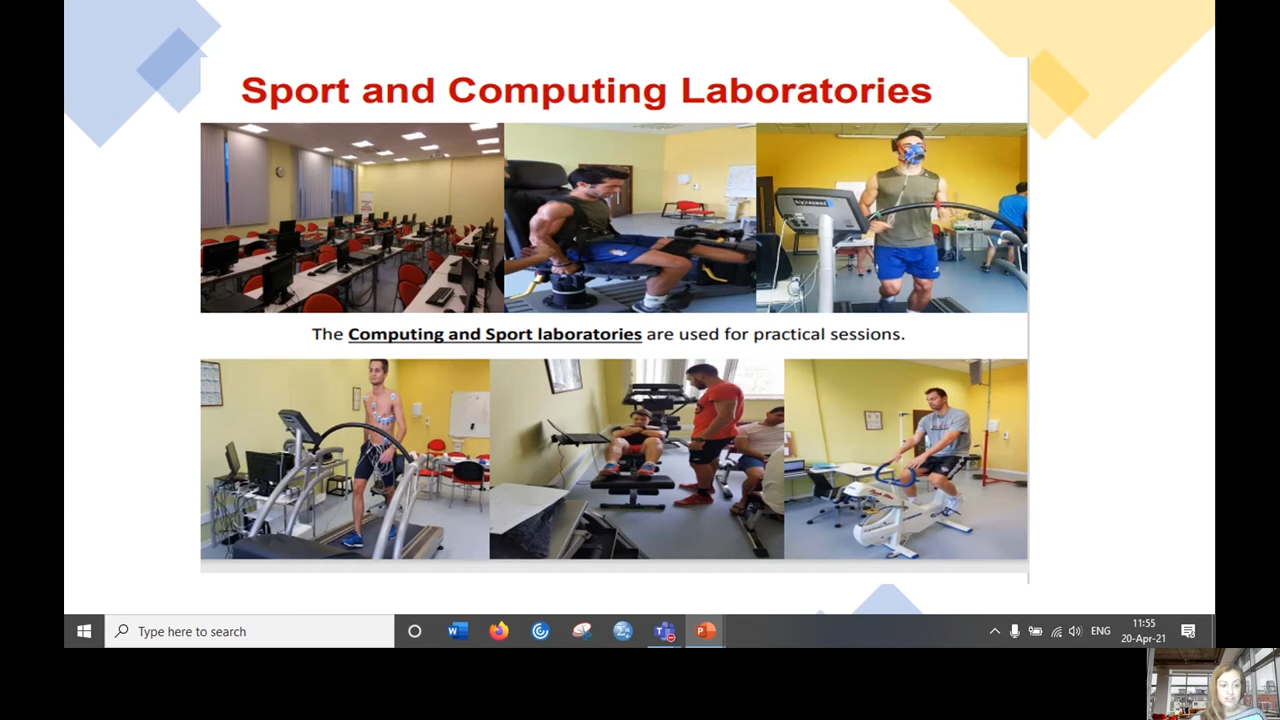 Sport and Computing Laboratories
The Computing and Sport laboratories are used for practical sessions.
Type here to search
ENG
11:55
20-Apr-21